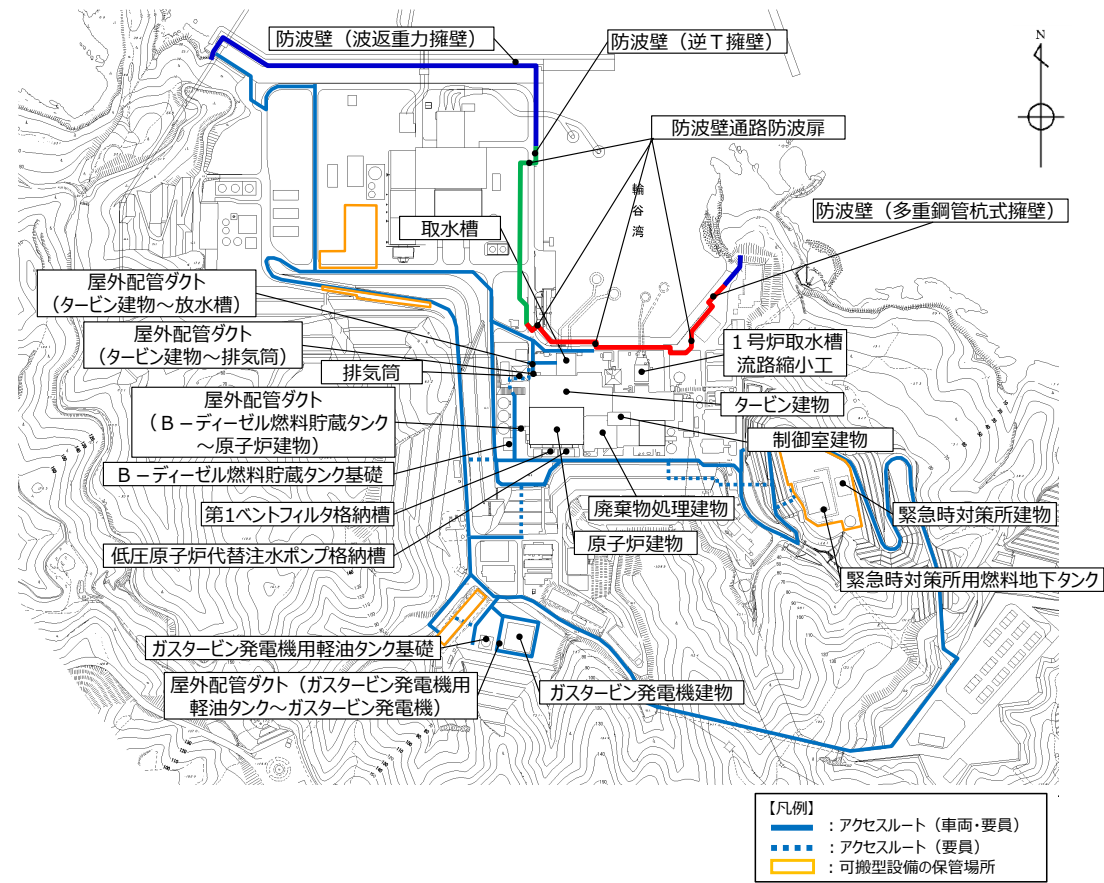 防波壁（波返重力擁壁）
防波壁（逆Ｔ擁壁）
N
防波壁通路防波扉
輪谷湾
防波壁（多重鋼管杭式擁壁）
取水槽
屋外配管ダクト
（タービン建物～放水槽）
屋外配管ダクト
（タービン建物～排気筒）
排気筒
１号炉取水槽
流路縮小工
タービン建物
屋外配管ダクト
（Ｂ－ディーゼル燃料貯蔵タンク
～原子炉建物）
制御室建物
Ｂ－ディーゼル燃料貯蔵タンク基礎
第1ベントフィルタ格納槽
廃棄物処理建物
緊急時対策所建物
低圧原子炉代替注水ポンプ格納槽
原子炉建物
緊急時対策所用燃料地下タンク
ガスタービン発電機用軽油タンク基礎
屋外配管ダクト（ガスタービン発電機用
軽油タンク～ガスタービン発電機）
ガスタービン発電機建物
【凡例】
：アクセスルート（車両・要員）
：アクセスルート（要員）
：可搬型設備の保管場所